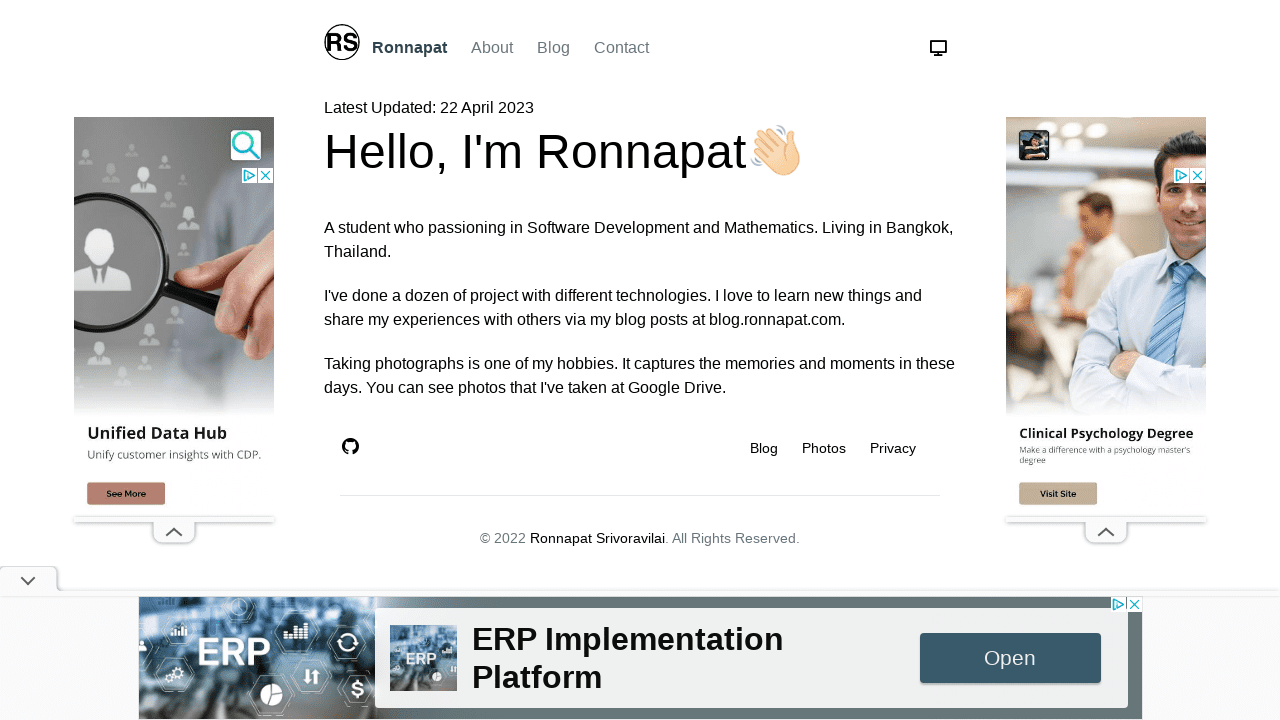 RS
Ronnapat About Blog Contact
Latest Updated: 22 April 2023
Hello, I'm Ronnapat👋🏻
A student who passioning in Software Development and Mathematics. Living in Bangkok,
Thailand.
I've done a dozen of project with different technologies. I love to learn new things and
share my experiences with others via my blog posts at blog.ronnapat.com.
Taking photographs is one of my hobbies. It captures the memories and moments in these
days. You can see photos that I've taken at Google Drive.
Blog Photos Privacy
© 2022 Ronnapat Srivoravilai. All Rights Reserved.
Unified Data Hub
Unify customer insights with CDP.
See More
Clinical Psychology Degree
Make a difference with a psychology master's
degree
Visit Site
ERP
ERP
ERP Implementation
Platform
Open